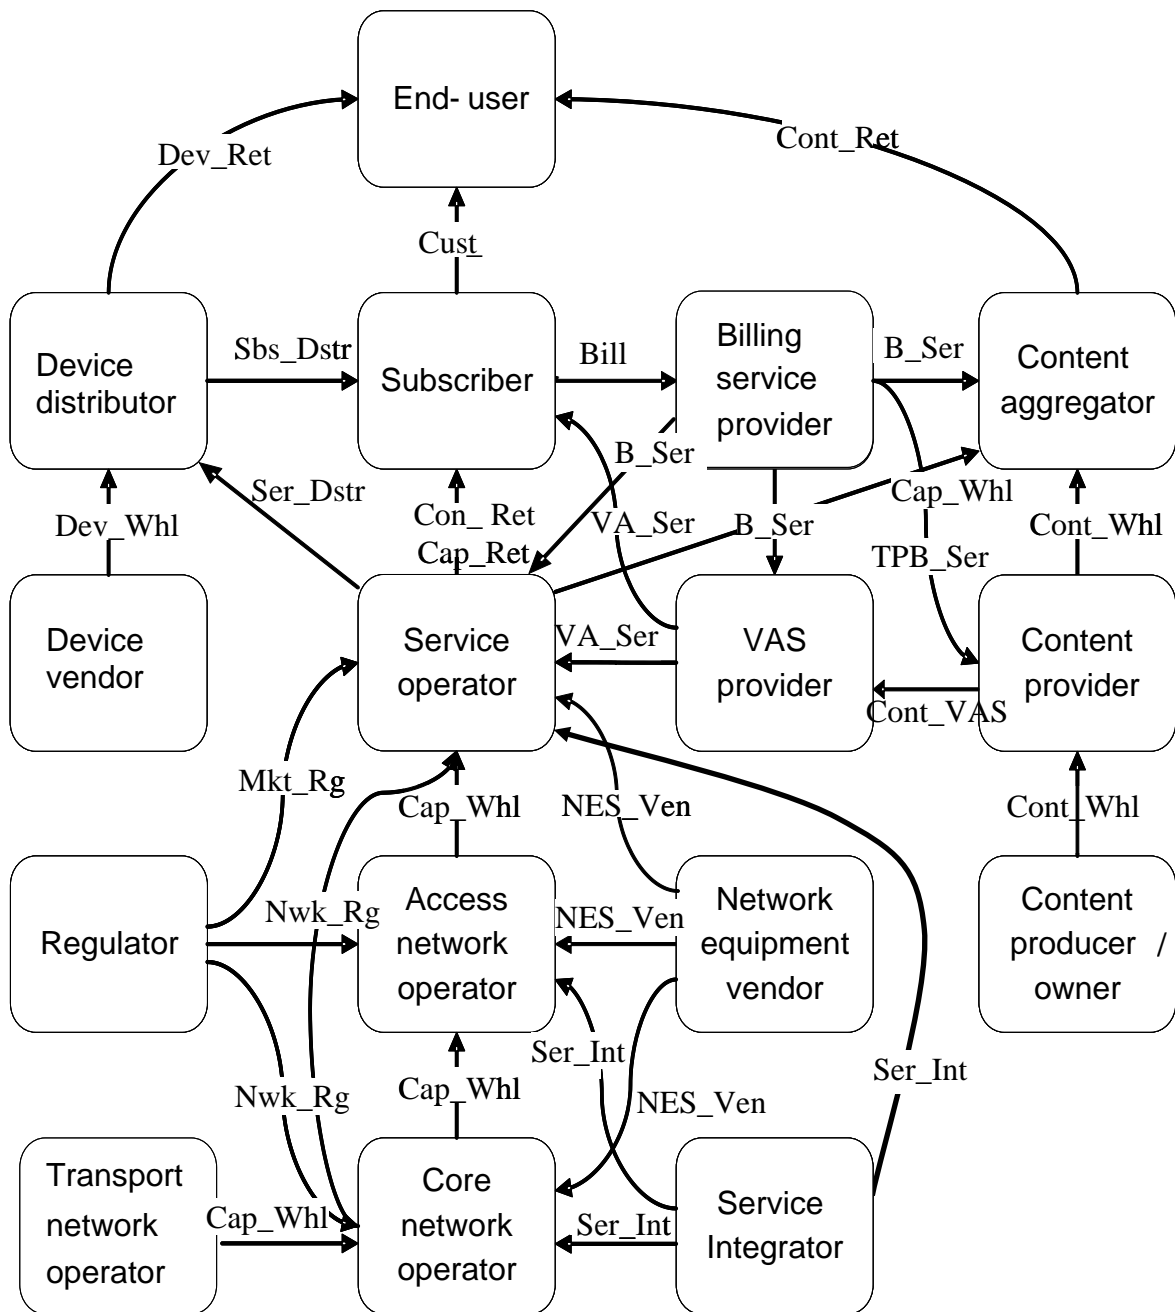 End- user
Dev_Ret
Cont_Ret
Cust_
Device
distributor
Sbs_Dstr
Subscriber
Bill
Billing
service
provider
B_Ser
Content
aggregator
B_Ser
Ser_Dstr
Dev_Whl
Con_ Ret
Cap_Ret
VA_Ser
B_Ser
Cap_Whl
Cont_Whl
TPB_Ser
Device
vendor
Service
operator
VA_Ser
VAS
provider
Content
provider
Cont_VAS
Mkt_Rg
Cap_Whl
NES_Ven
Cont_Whl
Regulator
Nwk_Rg
Access
network
operator
NES_Ven
Network
equipment
vendor
Content
producer /
owner
Nwk_Rg
Cap_Whl
Ser_Int
NES_Ven
Ser_Int
Transport
network
operator
Cap_Whl
Core
network
operator
Ser_Int
Service
Integrator